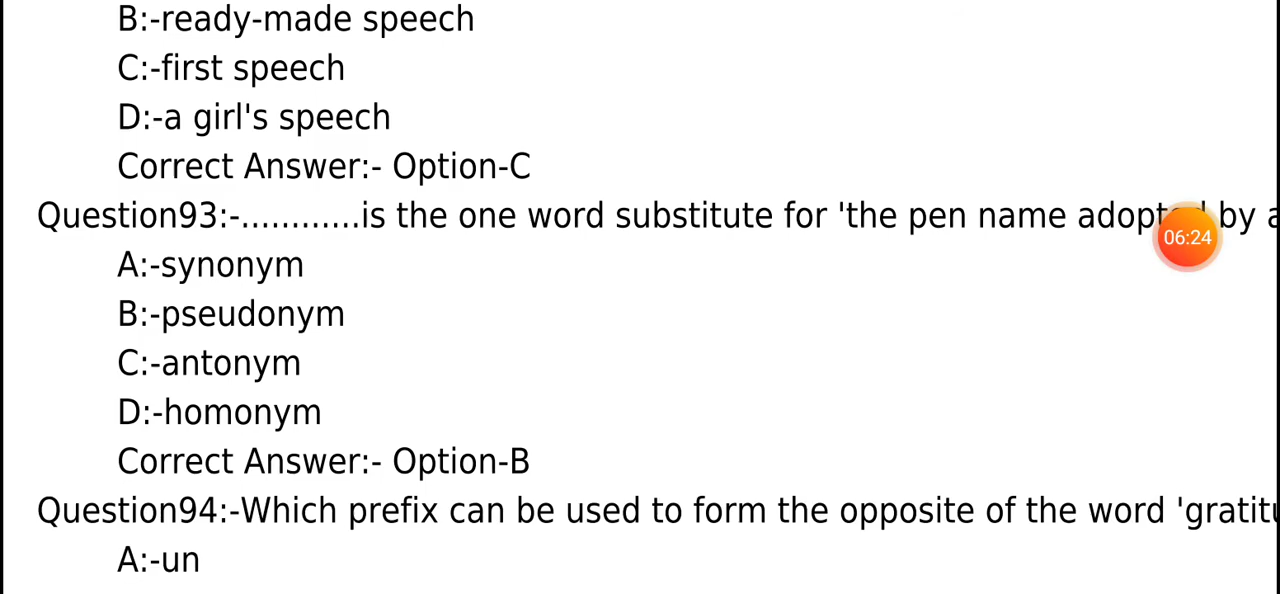 B:-ready-made speech
C:-first speech
D:-a girl's speech
Correct Answer:- Option-C
Question93:-............is the one word substitute for 'the pen name by
06:24
A:-synonym
B:-pseudonym
C:-antonym
D:-homonym
Correct Answer:- Option-B
Question94:-Which prefix can be used to form the opposite of the word
A:-un